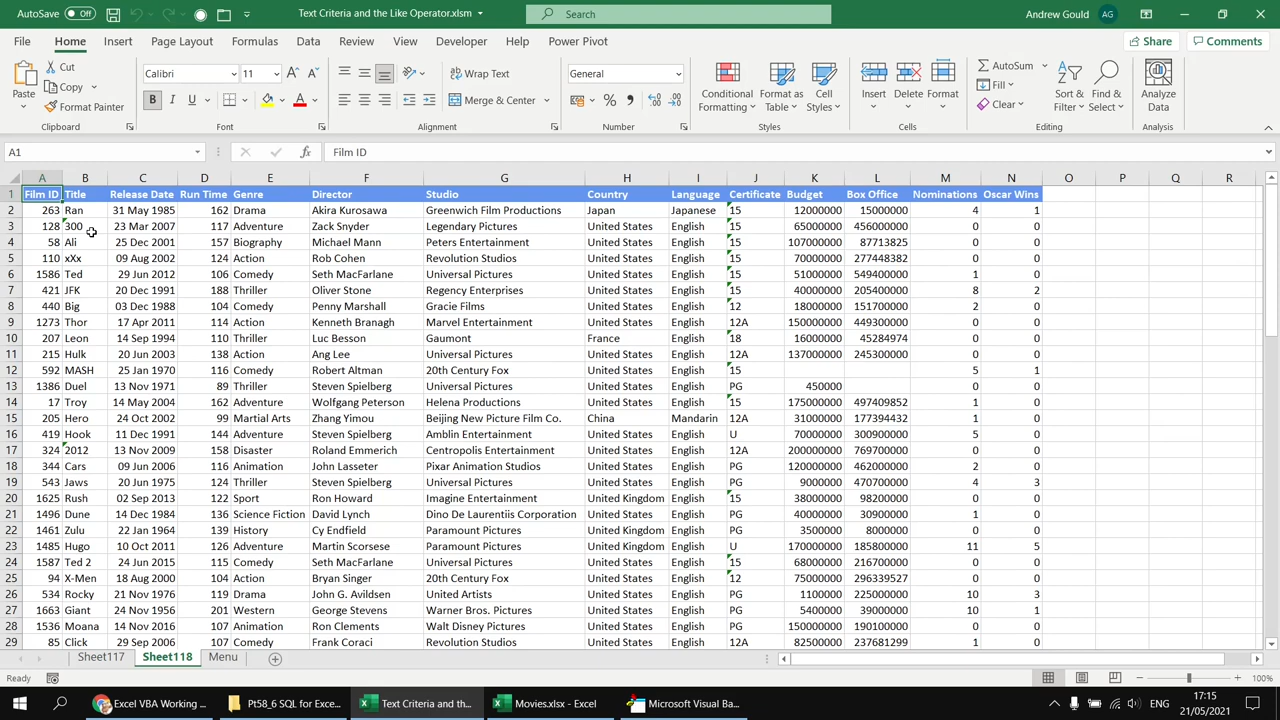 AutoSave Off
Text Criteria and the Like Operator.xlsm
Search
Andrew Gould AG
File Home Insert Page Layout Formulas Data Review View Developer Help Power Pivot Share Comments
Paste Cut Copy Format Painter Clipboard
Calibri 11 B I U A Font
Wrap Text Merge & Center Alignment
General % , Number
Conditional Formatting Format as Table Cell Styles Styles
Insert Delete Format Cells
AutoSum Fill Clear Sort & Filter Find & Select Editing
Analyze Data Analysis
A1 fx Film ID
A B C D E F G H I J K L M N O P Q R
1 Film ID Title Release Date Run Time Genre Director Studio Country Language Certificate Budget Box Office Nominations Oscar Wins
2 263 Ran 31 May 1985 162 Drama Akira Kurosawa Greenwich Film Productions Japan Japanese 15 12000000 15000000 4 1
3 128 300 23 Mar 2007 117 Adventure Zack Snyder Legendary Pictures United States English 15 65000000 456000000 0 0
4 58 Ali 25 Dec 2001 157 Biography Michael Mann Peters Entertainment United States English 15 107000000 87713825 0 0
5 110 xXx 09 Aug 2002 124 Action Rob Cohen Revolution Studios United States English 15 70000000 277448382 0 0
6 1586 Ted 29 Jun 2012 106 Comedy Seth MacFarlane Universal Pictures United States English 15 51000000 549400000 1 0
7 421 JFK 20 Dec 1991 188 Thriller Oliver Stone Regency Enterprises United States English 15 40000000 205400000 8 2
8 440 Big 03 Dec 1988 104 Comedy Penny Marshall Gracie Films United States English 12 18000000 151700000 2 0
9 1273 Thor 17 Apr 2011 114 Action Kenneth Branagh Marvel Entertainment United States English 12A 150000000 449300000 0 0
10 207 Leon 14 Sep 1994 110 Thriller Luc Besson Gaumont France English 18 16000000 45284974 0 0
11 215 Hulk 20 Jun 2003 138 Action Ang Lee Universal Pictures United States English 12A 137000000 245300000 0 0
12 592 MASH 25 Jan 1970 116 Comedy Robert Altman 20th Century Fox United States English 15 5 1
13 1386 Duel 13 Nov 1971 89 Thriller Steven Spielberg Universal Pictures United States English PG 450000 0 0
14 17 Troy 14 May 2004 162 Adventure Wolfgang Peterson Helena Productions United States English 15 175000000 497409852 1 0
15 205 Hero 24 Oct 2002 99 Martial Arts Zhang Yimou Beijing New Picture Film Co. China Mandarin 12A 31000000 177394432 1 0
16 419 Hook 11 Dec 1991 144 Adventure Steven Spielberg Amblin Entertainment United States English U 70000000 300900000 5 0
17 324 2012 13 Nov 2009 158 Disaster Roland Emmerich Centropolis Entertainment United States English 12A 200000000 769700000 0 0
18 344 Cars 09 Jun 2006 116 Animation John Lasseter Pixar Animation Studios United States English PG 120000000 462000000 2 0
19 543 Jaws 20 Jun 1975 124 Thriller Steven Spielberg Universal Pictures United States English PG 9000000 470700000 4 3
20 1625 Rush 02 Sep 2013 122 Sport Ron Howard Imagine Entertainment United Kingdom English 15 38000000 98200000 0 0
21 1496 Dune 14 Dec 1984 136 Science Fiction David Lynch Dino De Laurentiis Corporation United States English PG 40000000 30900000 1 0
22 1461 Zulu 22 Jan 1964 139 History Cy Endfield Paramount Pictures United Kingdom English PG 3500000 8000000 0 0
23 1485 Hugo 10 Oct 2011 126 Adventure Martin Scorsese Paramount Pictures United Kingdom English U 170000000 185800000 11 5
24 1587 Ted 2 24 Jun 2015 115 Comedy Seth MacFarlane Universal Pictures United States English 15 68000000 216700000 0 0
25 94 X-Men 18 Aug 2000 104 Action Bryan Singer 20th Century Fox United States English 12 75000000 296339527 0 0
26 534 Rocky 21 Nov 1976 119 Drama John G. Avildsen United Artists United States English PG 1100000 225000000 10 3
27 1663 Giant 24 Nov 1956 201 Western George Stevens Warner Bros. Pictures United States English PG 5400000 39000000 10 1
28 1536 Moana 14 Nov 2016 107 Animation Ron Clements Walt Disney Pictures United States English PG 150000000 190100000 0 0
29 85 Click 29 Sep 2006 107 Comedy Frank Coraci Revolution Studios United States English 12A 82500000 237681299 1 0
Sheet117 Sheet118 Menu
Ready 100%
Excel VBA Working ... Pt58_6 SQL for Exce... Text Criteria and th... Movies.xlsx - Excel Microsoft Visual Ba... 17:15
21/05/2021